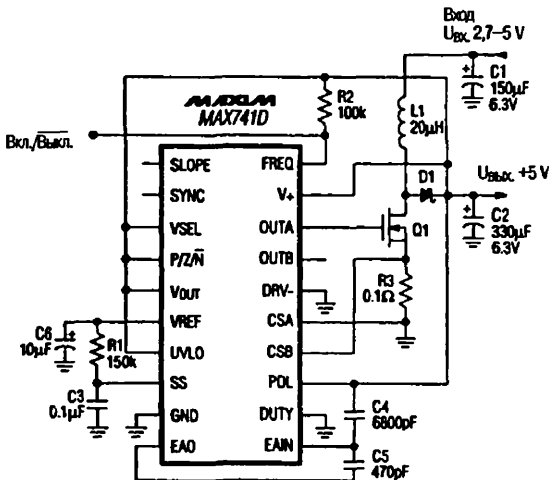 Вход
Uвх. 2,7–5 V
C1
150µF
6.3V
L1
20µH
R2
100k
MAXIM
MAX741D
Вкл./Выкл.
SLOPE
FREQ
SYNC
V+
D1
Uвых. +5 V
VSEL
OUTA
Q1
C2
330µF
6.3V
P/Z/N
OUTB
VOUT
DRV-
R3
0.1Ω
C6
10µF
VREF
CSA
R1
150k
UVLO
CSB
SS
PDL
C3
0.1µF
C4
6800pF
GND
DUTY
EAO
EAIN
C5
470pF